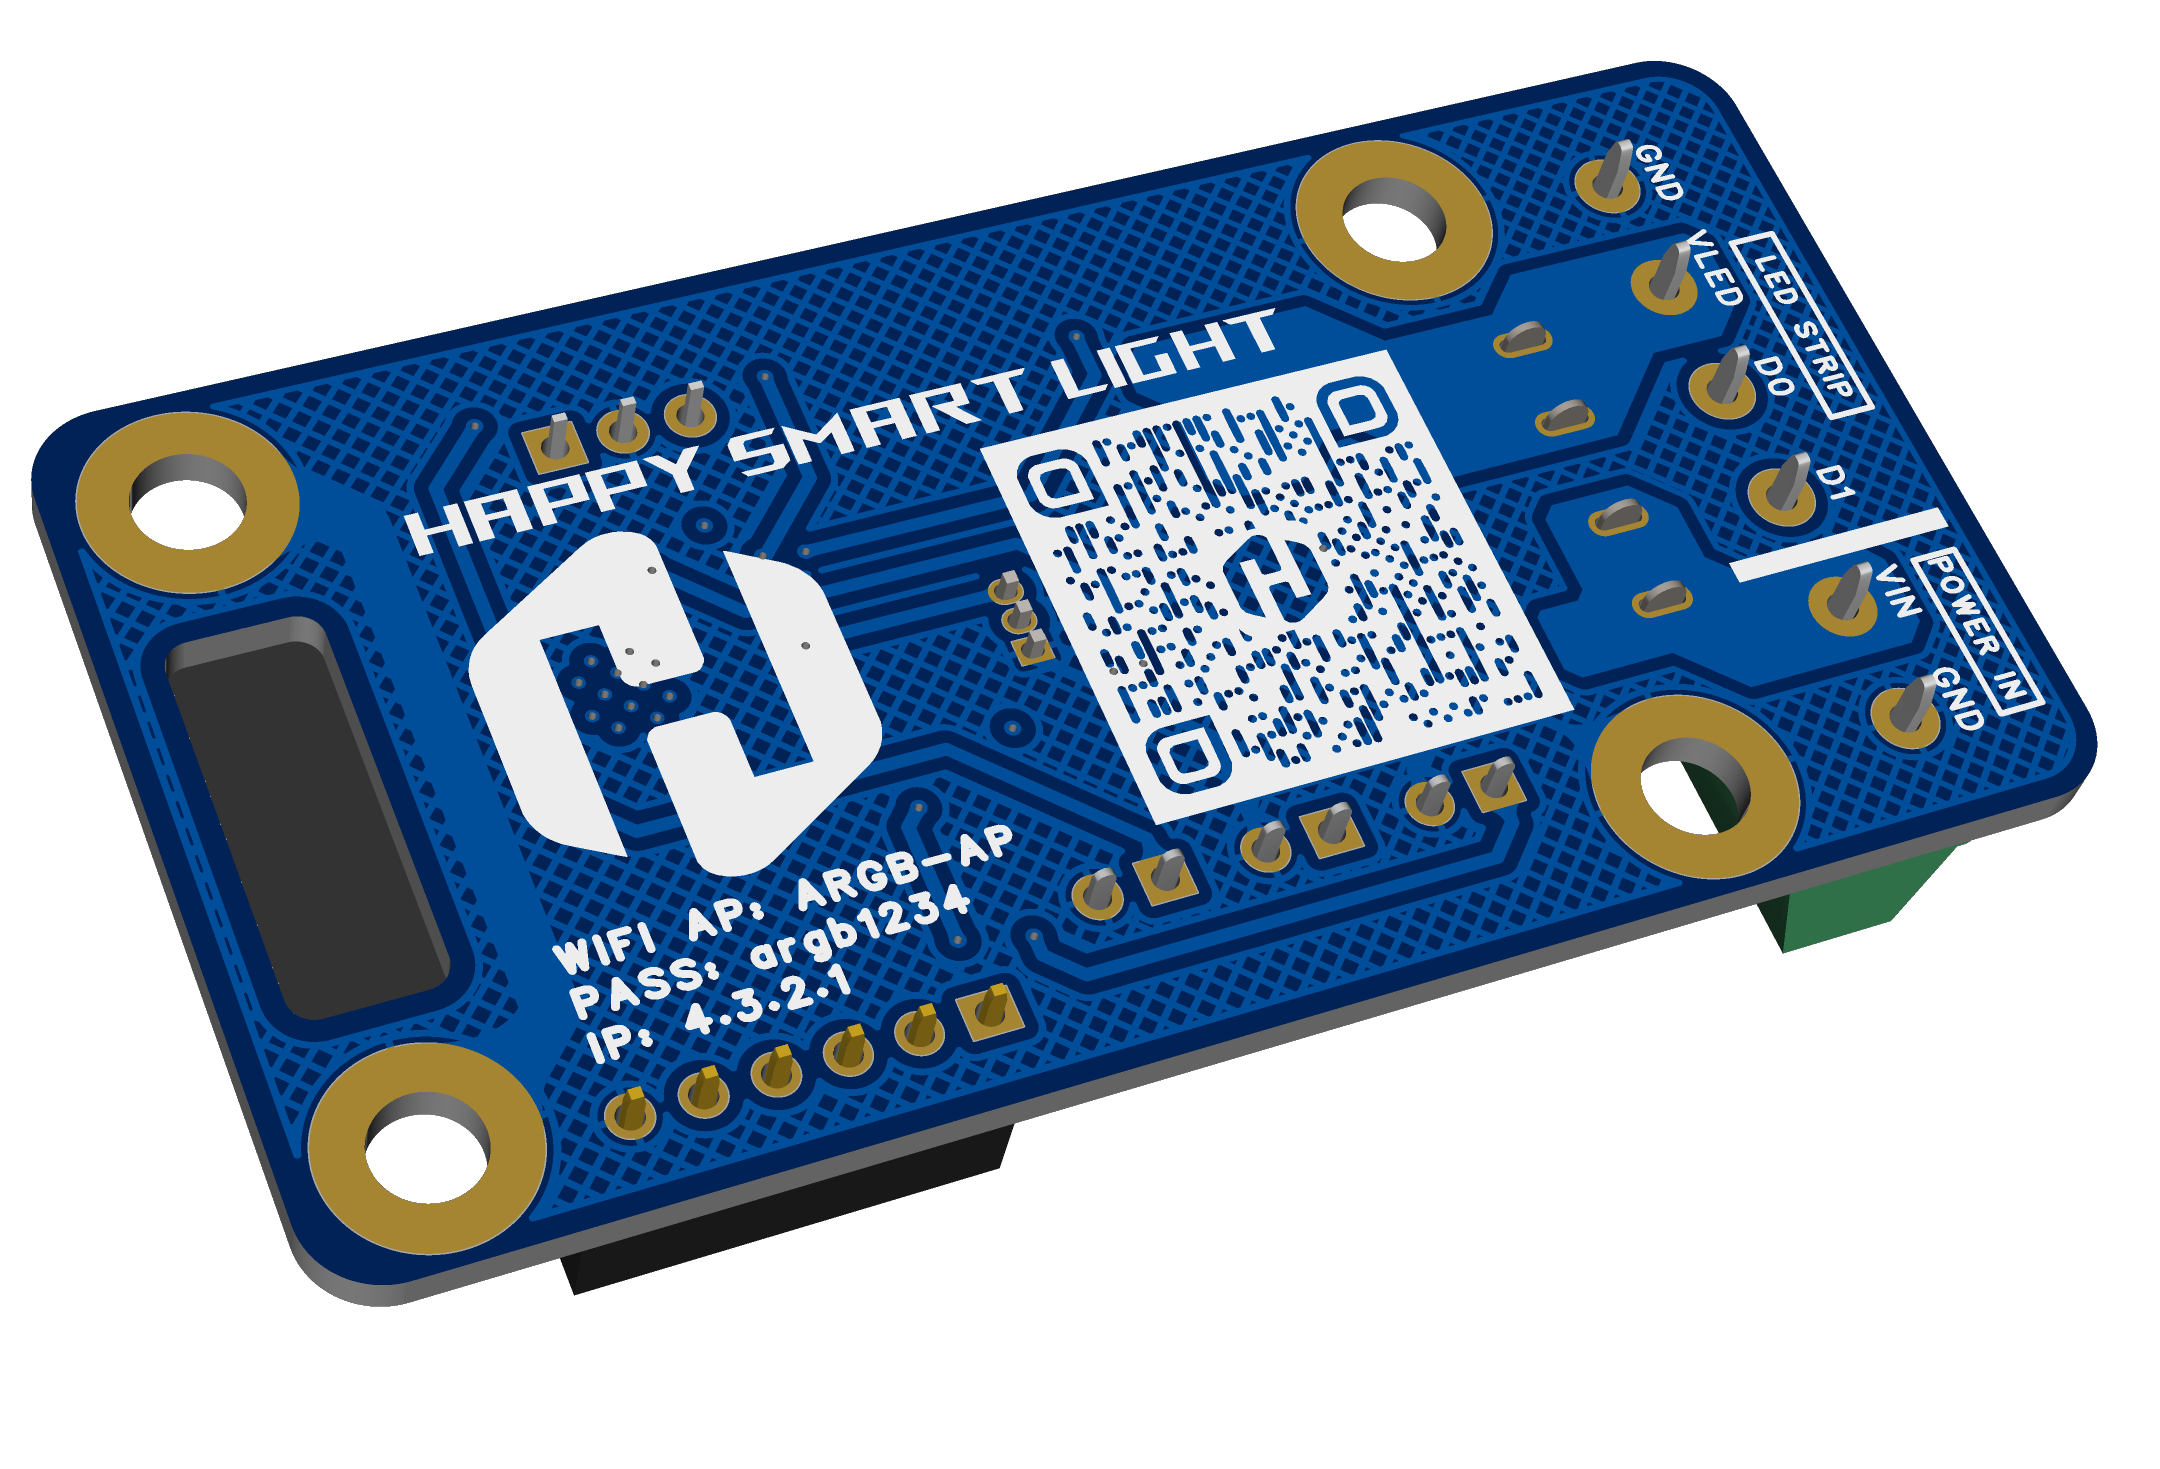 HAPPY SMART LIGHT
WIFI AP: ARGB-AP
PASS: argb1234
IP: 4.3.2.1
GND
VLED
D0
D1
LED STRIP
VIN
GND
POWER IN